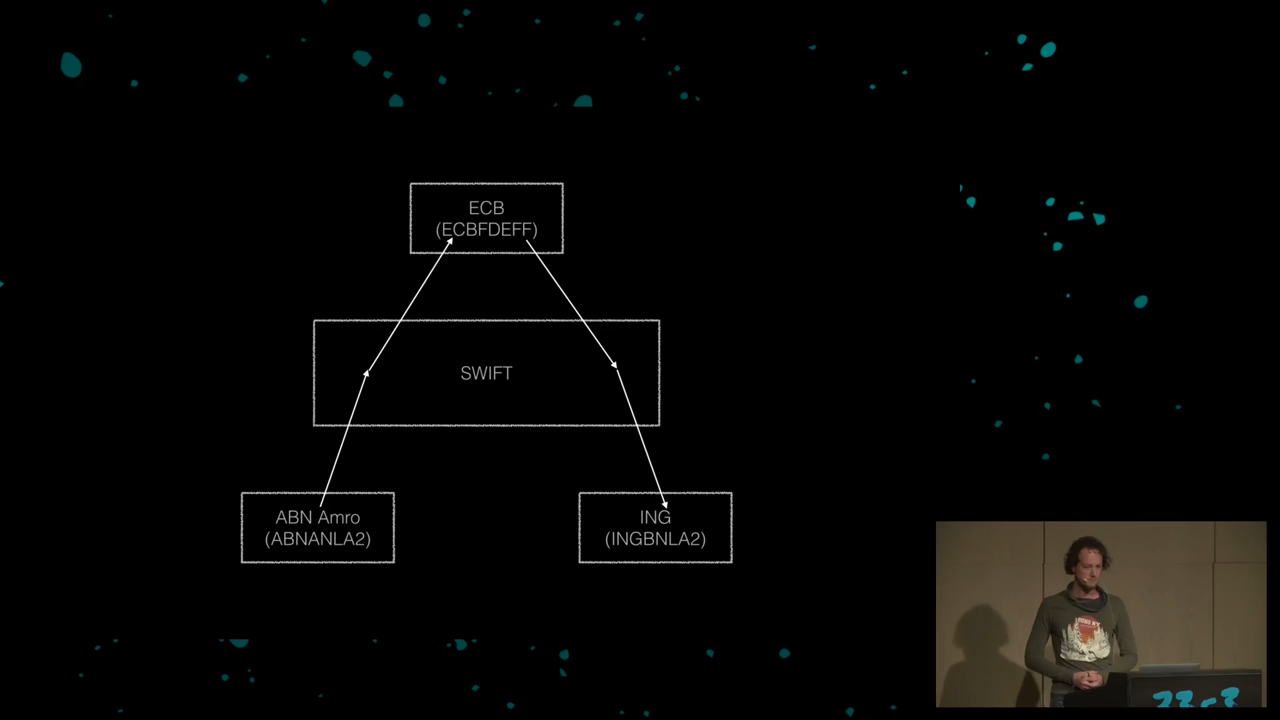 ECB
(ECBFDEFF)
SWIFT
ABN Amro
(ABNANLA2)
ING
(INGBNLA2)